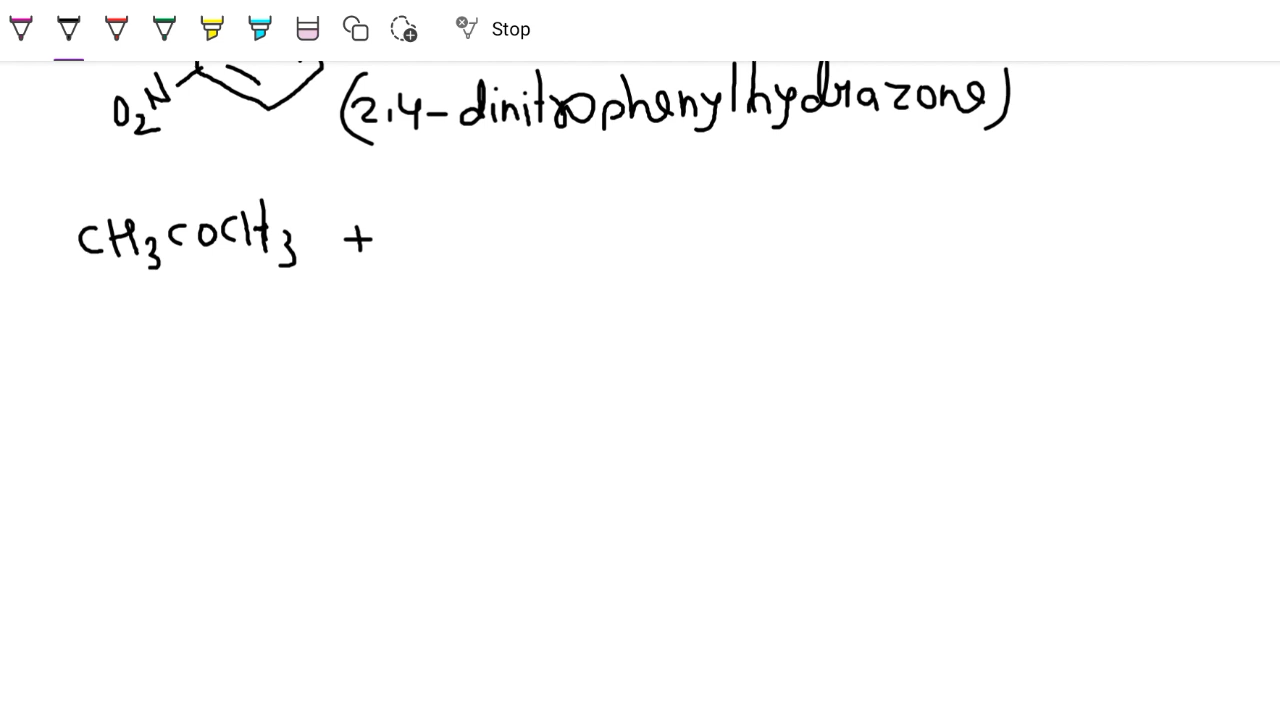 Stop
O₂N (2,4-dinitrophenylhydrazone)
CH₃COCH₃ +